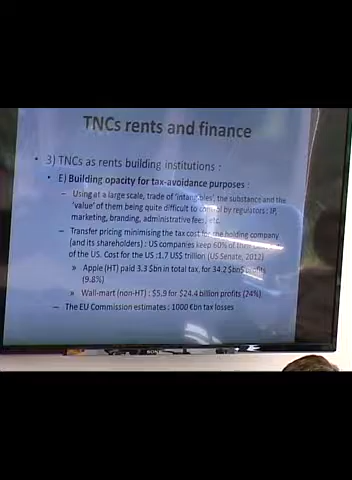 TNCs rents and finance
• 3) TNCs as rents building institutions :
• E) Building opacity for tax-avoidance purposes :
– Using at a large scale, trade of 'intangibles', the substance and the
'value' of them being quite difficult to control by regulators : IP,
marketing, branding, administrative fees, etc.
– Transfer pricing minimising the tax cost for the holding company
(and its shareholders) : US companies keep 60% of their
of the US. Cost for the US :1.7 US$ trillion (US Senate, 2012)
» Apple (HT) paid 3.3 $bn in total tax, for 34.2 $bn$ profits
(9.8%)
» Wall-mart (non-HT) : $5.9 for $24.4 billion profits (24%)
– The EU Commission estimates : 1000 €bn tax losses
SONY